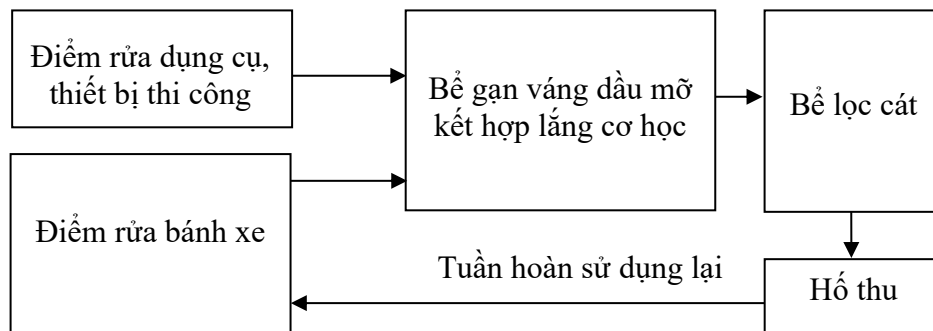 Điểm rửa dụng cụ,
thiết bị thi công
Bể gạn váng dầu mỡ
kết hợp lắng cơ học
Bể lọc cát
Điểm rửa bánh xe
Tuần hoàn sử dụng lại
Hố thu